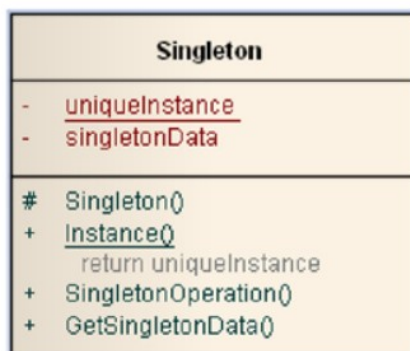 Singleton
- uniqueInstance
- singletonData
# Singleton()
+ Instance()
return uniqueInstance
+ SingletonOperation()
+ GetSingletonData()